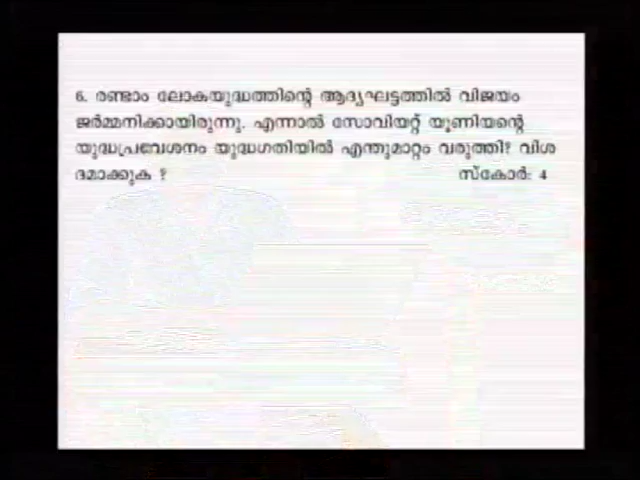 6. രണ്ടാം ലോകയുദ്ധത്തിന്റെ ആദ്യഘട്ടത്തിൽ വിജയം
ജർമ്മനിക്കായിരുന്നു. എന്നാൽ സോവിയറ്റ് യൂണിയന്റെ
യുദ്ധപ്രവേശനം യുദ്ധഗതിയിൽ എന്തുമാറ്റം വരുത്തി? വിശ
ദമാക്കുക ? സ്കോർ: 4